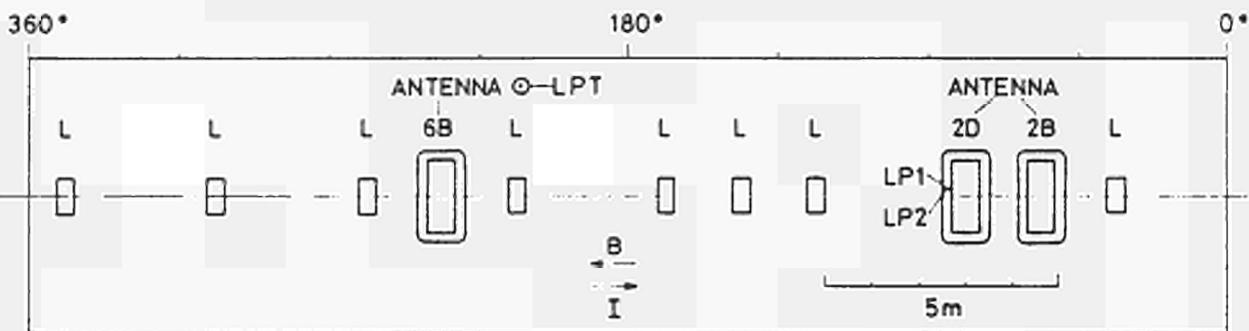 360° 180° 0°
ANTENNA ⊙-LPT ANTENNA
L L L 6B L L L L 2D 2B L
LP1
LP2
B
I
5m